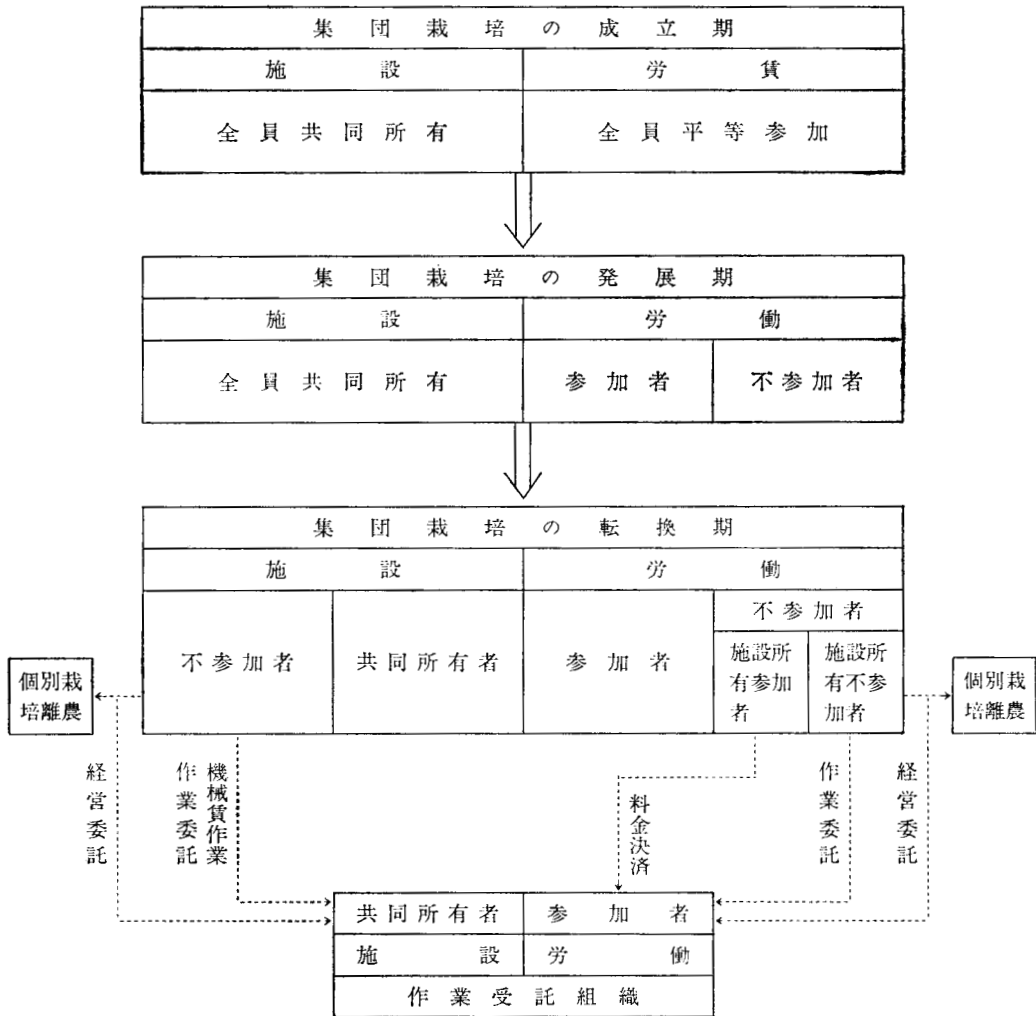 集団栽培の成立期
施設 労賃
全員共同所有 全員平等参加
集団栽培の発展期
施設 労働
全員共同所有 参加者 不参加者
集団栽培の転換期
施設 労働
不参加者 共同所有者 参加者 不参加者
施設所有参加者
施設所有不参加者
個別栽培離農
個別栽培離農
経営委託
作業委託
機械賃作業
料金決済
作業委託
経営委託
共同所有者 参加者
施設 労働
作業受託組織